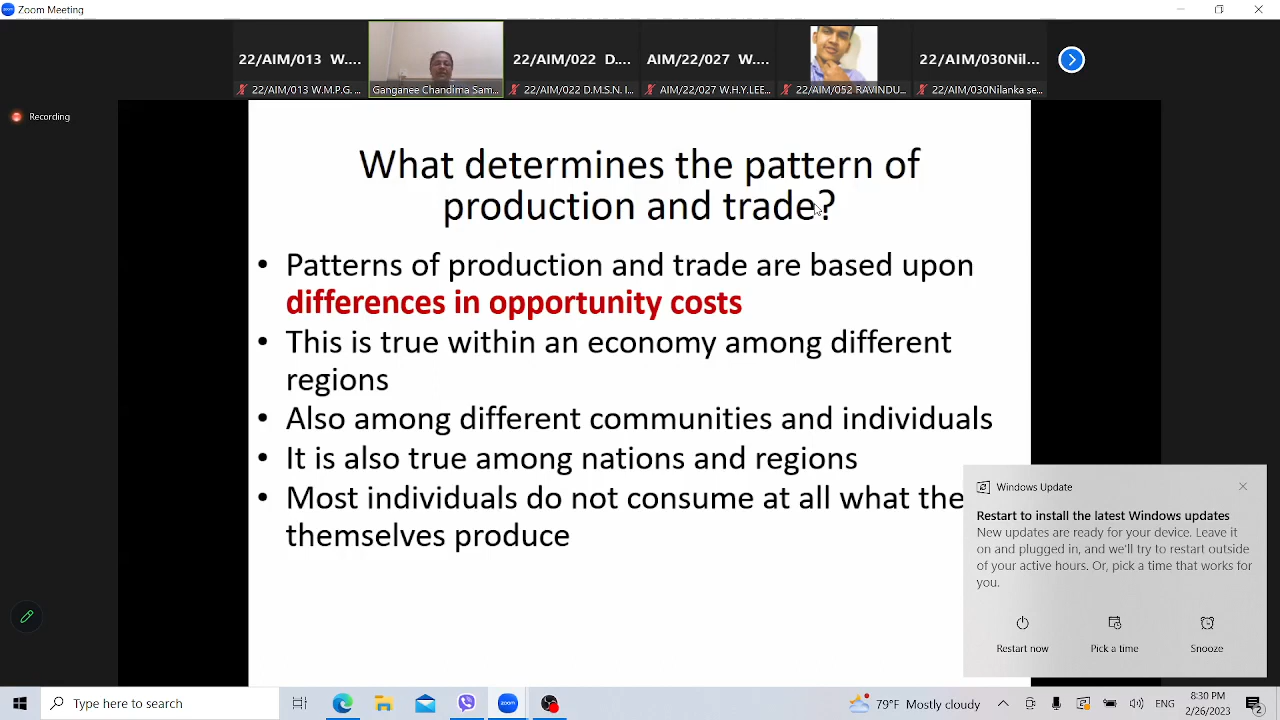 Zoom Meeting
22/AIM/013 W....
22/AIM/022 D....
AIM/22/027 W....
22/AIM/030Nil...
22/AIM/013 W.M.P.G. ...
Ganganee Chandima Sam...
22/AIM/022 D.M.S.N. I...
AIM/22/027 W.H.Y.LEE...
22/AIM/052 RAVINDU...
22/AIM/030Nilanka se...
Recording
What determines the pattern of
production and trade?
• Patterns of production and trade are based upon
differences in opportunity costs
• This is true within an economy among different
regions
• Also among different communities and individuals
• It is also true among nations and regions
• Most individuals do not consume at all what the
themselves produce
Windows Update
Restart to install the latest Windows updates
New updates are ready for your device. Leave it
on and plugged in, and we'll try to restart outside
of your active hours. Or, pick a time that works for
you.
Restart now
Pick a time
Snooze
Type here to search
79°F Mostly cloudy
ENG
8:30 PM
2/26/2023
2